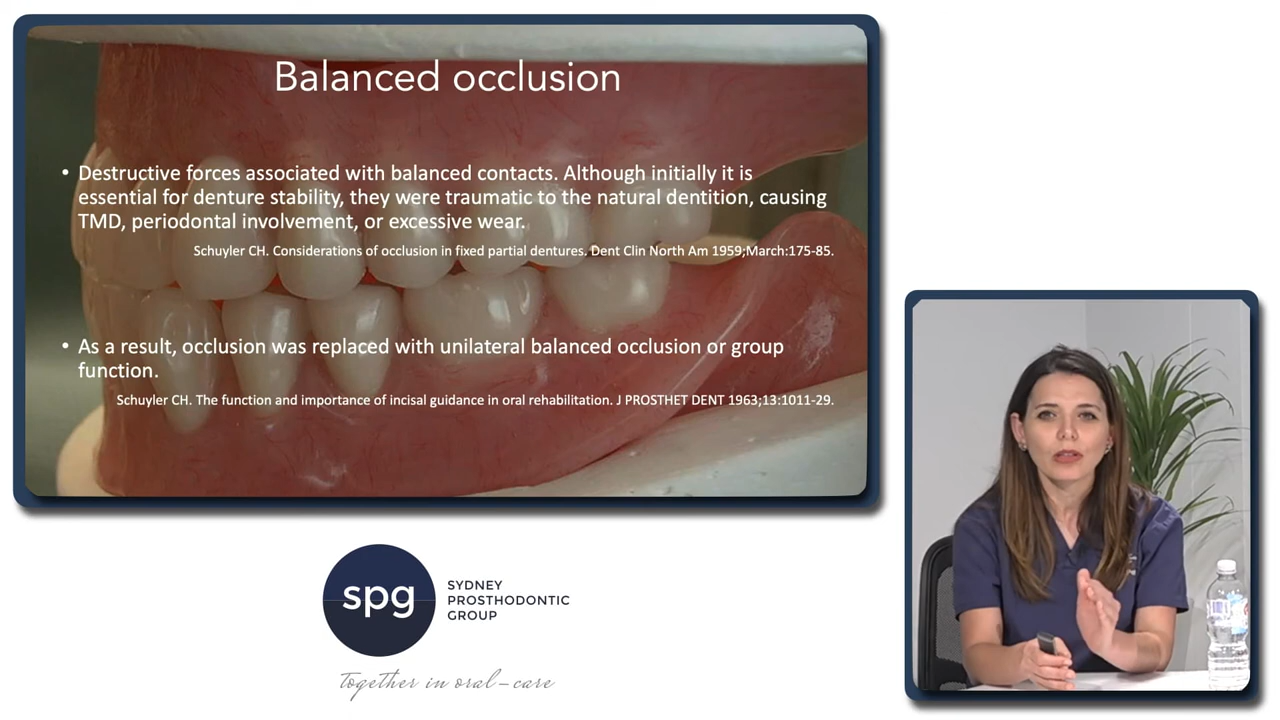 Balanced occlusion
• Destructive forces associated with balanced contacts. Although initially it is
essential for denture stability, they were traumatic to the natural dentition, causing
TMD, periodontal involvement, or excessive wear.
Schuyler CH. Considerations of occlusion in fixed partial dentures. Dent Clin North Am 1959;March:175-85.
• As a result, occlusion was replaced with unilateral balanced occlusion or group
function.
Schuyler CH. The function and importance of incisal guidance in oral rehabilitation. J PROSTHET DENT 1963;13:1011-29.
spg
SYDNEY
PROSTHODONTIC
GROUP
Together in oral-care